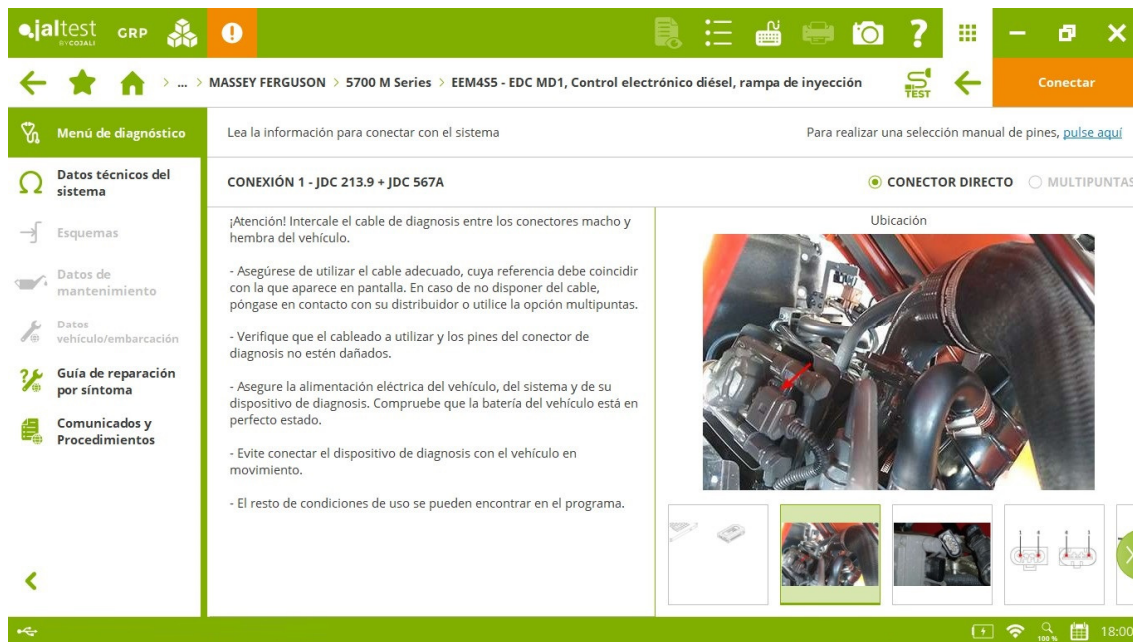 jaltest
BY COJALI
GRP
> ... > MASSEY FERGUSON > 5700 M Series > EEM4S5 - EDC MD1, Control electrónico diésel, rampa de inyección
TEST
Conectar
Menú de diagnóstico
Lea la información para conectar con el sistema
Para realizar una selección manual de pines, pulse aquí
Datos técnicos del
sistema
Esquemas
Datos de
mantenimiento
Datos
vehículo/embarcación
Guía de reparación
por síntoma
Comunicados y
Procedimientos
CONEXIÓN 1 - JDC 213.9 + JDC 567A
CONECTOR DIRECTO
MULTIPUNTAS
¡Atención! Intercale el cable de diagnosis entre los conectores macho y
hembra del vehículo.
- Asegúrese de utilizar el cable adecuado, cuya referencia debe coincidir
con la que aparece en pantalla. En caso de no disponer del cable,
póngase en contacto con su distribuidor o utilice la opción multipuntas.
- Verifique que el cableado a utilizar y los pines del conector de
diagnosis no estén dañados.
- Asegure la alimentación eléctrica del vehículo, del sistema y de su
dispositivo de diagnosis. Compruebe que la batería del vehículo está en
perfecto estado.
- Evite conectar el dispositivo de diagnosis con el vehículo en
movimiento.
- El resto de condiciones de uso se pueden encontrar en el programa.
Ubicación
100 %
18:00